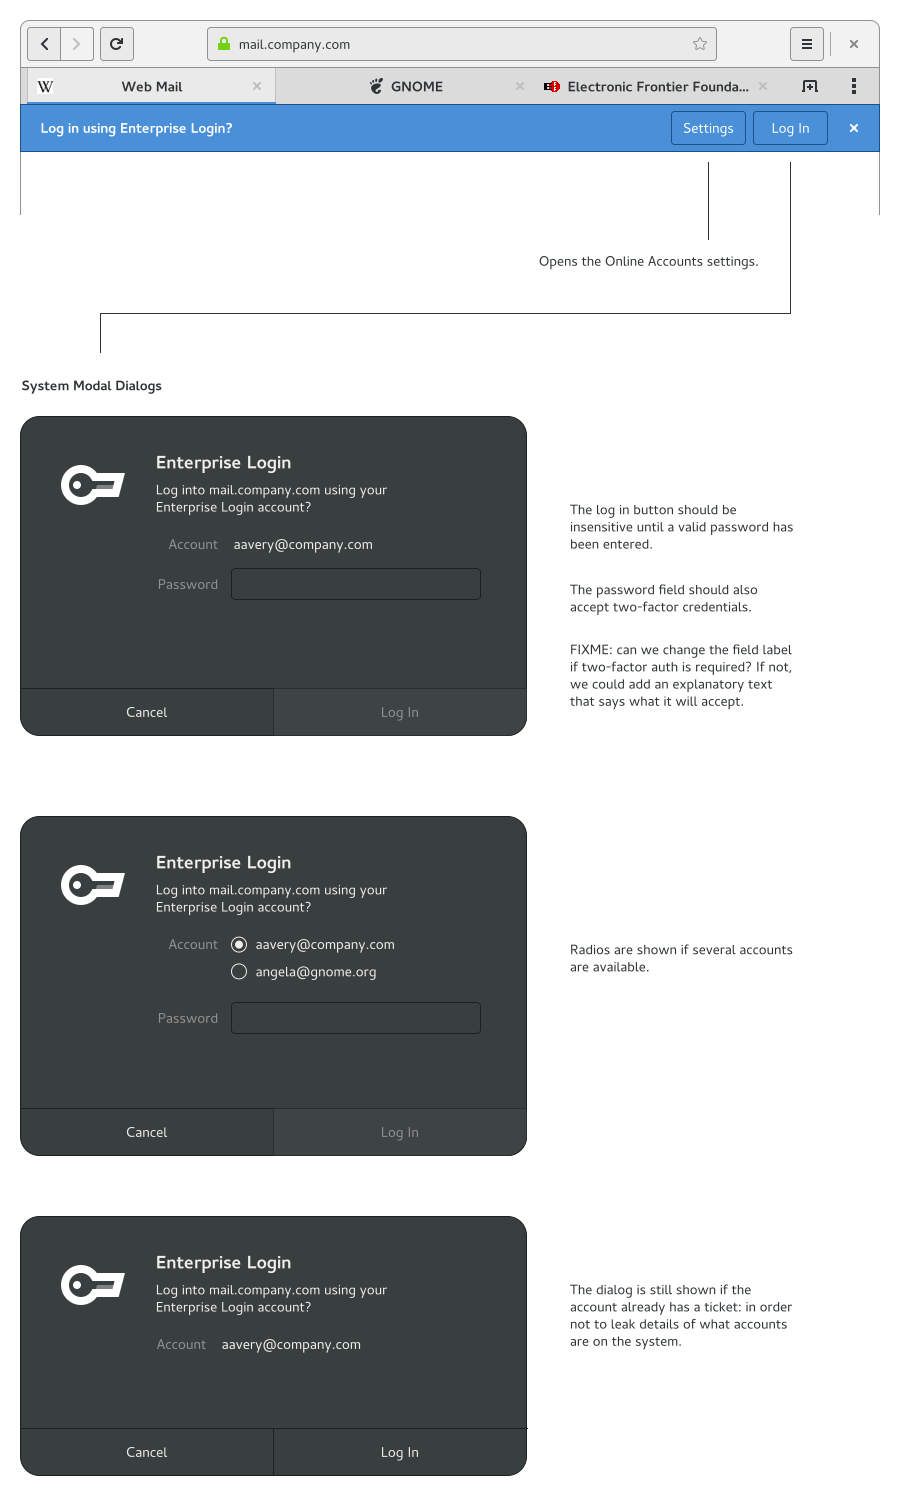 mail.company.com
W Web Mail
GNOME
Electronic Frontier Founda...
Log in using Enterprise Login?
Settings
Log In
Opens the Online Accounts settings.
System Modal Dialogs
Enterprise Login
Log into mail.company.com using your
Enterprise Login account?
Account aavery@company.com
Password
Cancel
Log In
The log in button should be
insensitive until a valid password has
been entered.
The password field should also
accept two-factor credentials.
FIXME: can we change the field label
if two-factor auth is required? If not,
we could add an explanatory text
that says what it will accept.
Enterprise Login
Log into mail.company.com using your
Enterprise Login account?
Account aavery@company.com
angela@gnome.org
Password
Cancel
Log In
Radios are shown if several accounts
are available.
Enterprise Login
Log into mail.company.com using your
Enterprise Login account?
Account aavery@company.com
Cancel
Log In
The dialog is still shown if the
account already has a ticket: in order
not to leak details of what accounts
are on the system.